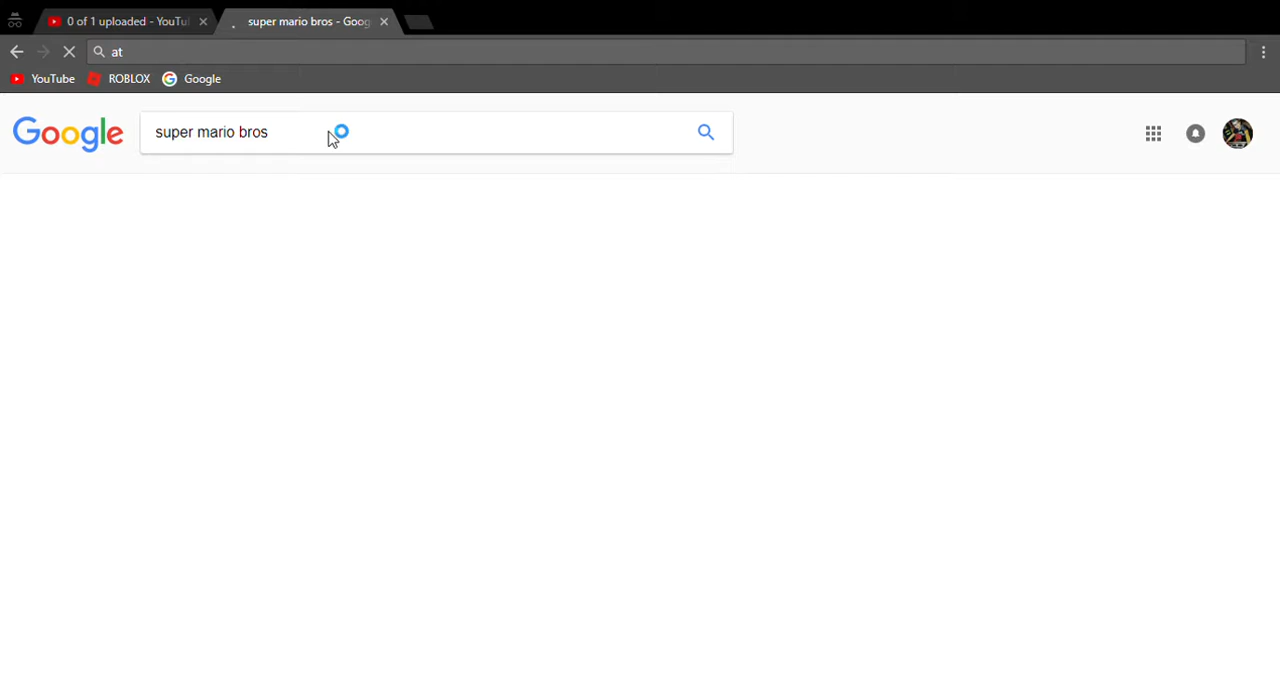 0 of 1 uploaded - YouTu
super mario bros - Goog
at
YouTube
ROBLOX
Google
Google
super mario bros